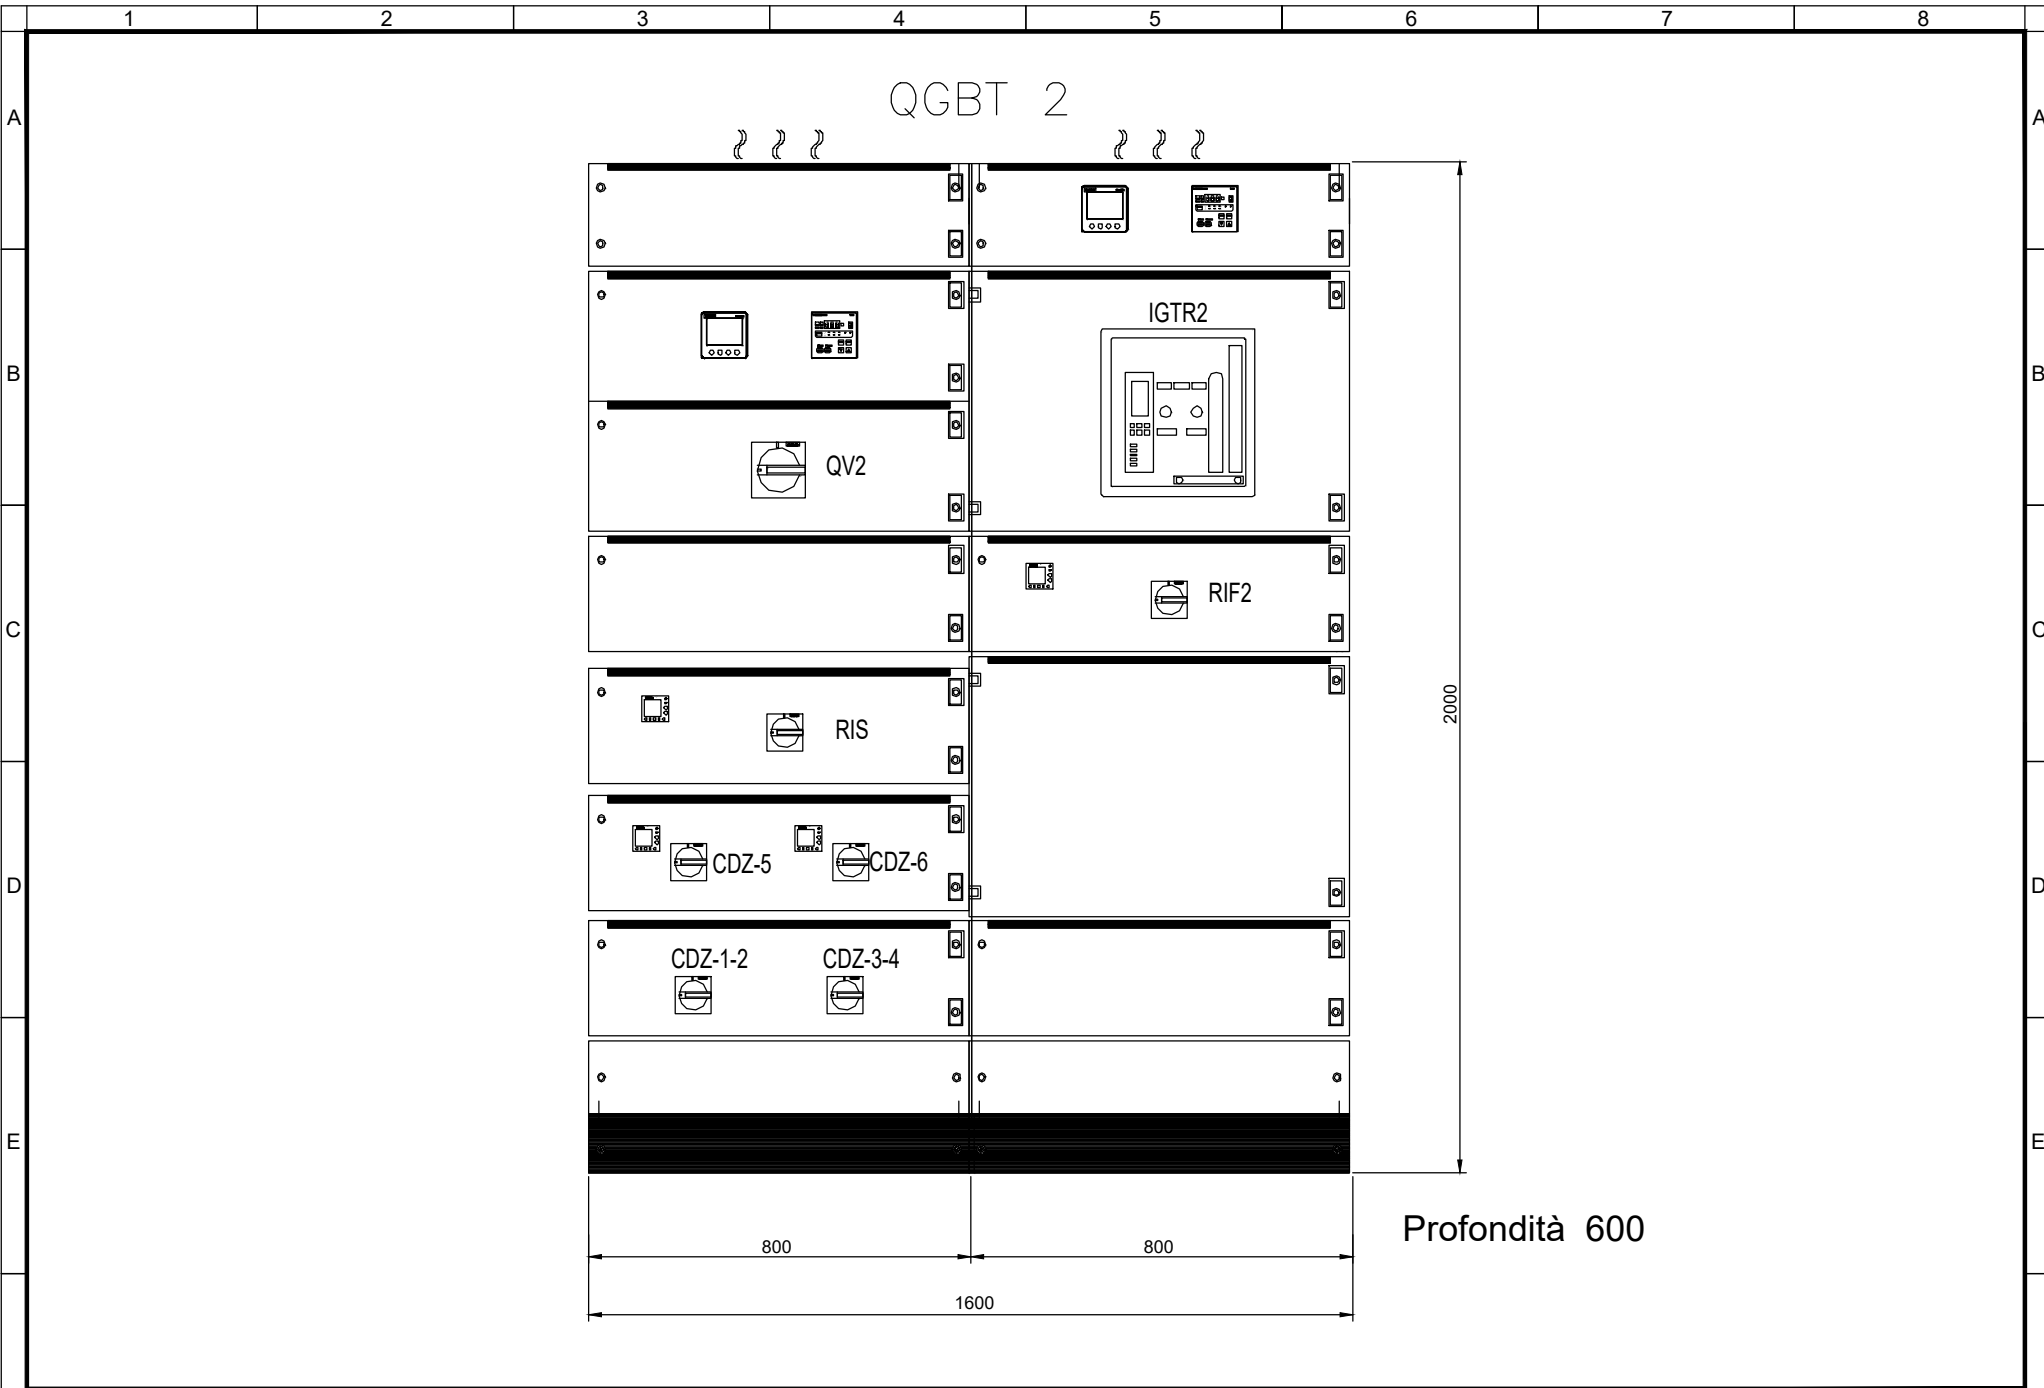 1 2 3 4 5 6 7 8
QGBT 2
A A
IGTR2
B B
QV2
RIF2
C C
2000
RIS
CDZ-5 CDZ-6
D D
CDZ-1-2 CDZ-3-4
E E
Profondità 600
800 800
1600